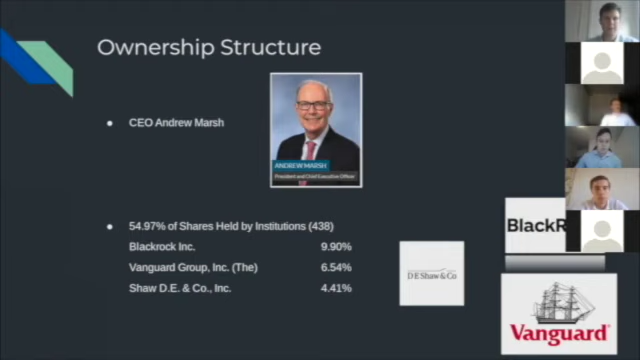 Ownership Structure
CEO Andrew Marsh
ANDREW MARSH
President and Chief Executive Officer
54.97% of Shares Held by Institutions (438)
Blackrock Inc. 9.90%
Vanguard Group, Inc. (The) 6.54%
Shaw D.E. & Co., Inc. 4.41%
BlackR
DE Shaw & Co
Vanguard